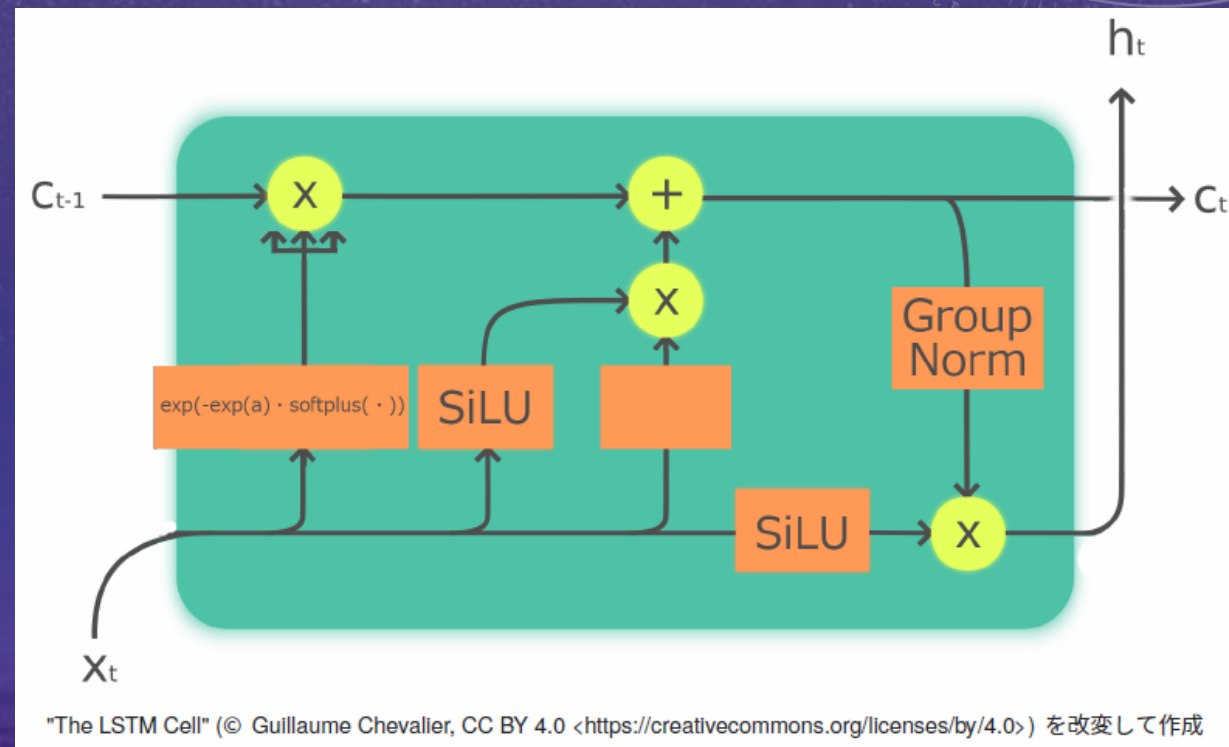 ht
Ct-1
x
+
Ct
x
Group
Norm
exp(-exp(a)・softplus(・))
SiLU
SiLU
x
Xt
"The LSTM Cell" (© Guillaume Chevalier, CC BY 4.0 <https://creativecommons.org/licenses/by/4.0>) を改変して作成